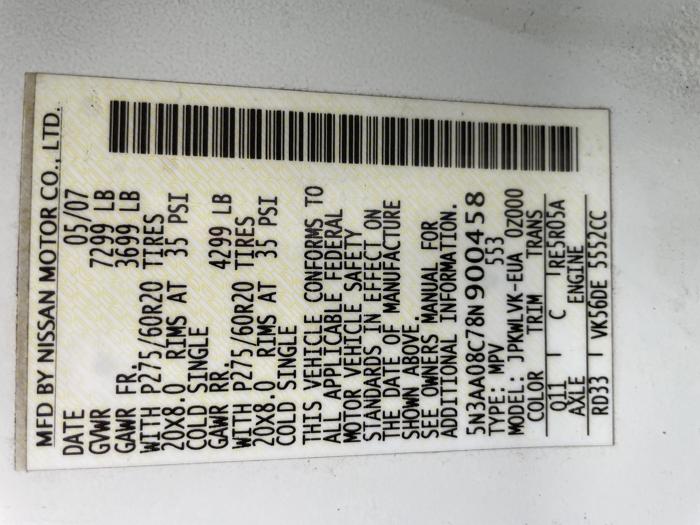 MFD BY NISSAN MOTOR CO., LTD.
DATE 05/07
GVWR 7299 LB
GAWR FR. 3699 LB
WITH P275/60R20 TIRES
20X8.0 RIMS AT 35 PSI
COLD SINGLE
GAWR RR. 4299 LB
WITH P275/60R20 TIRES
20X8.0 RIMS AT 35 PSI
COLD SINGLE
THIS VEHICLE CONFORMS TO
ALL APPLICABLE FEDERAL
MOTOR VEHICLE SAFETY
STANDARDS IN EFFECT ON
THE DATE OF MANUFACTURE
SHOWN ABOVE.
SEE OWNERS MANUAL FOR
ADDITIONAL INFORMATION.
5N3AA08C78N900458
TYPE: MPV 553
MODEL: JPKWLVK-EUA 0Z000
COLOR TRIM TRANS
Q11 C RE5R05A
AXLE ENGINE
RD33 VK56DE 5552CC